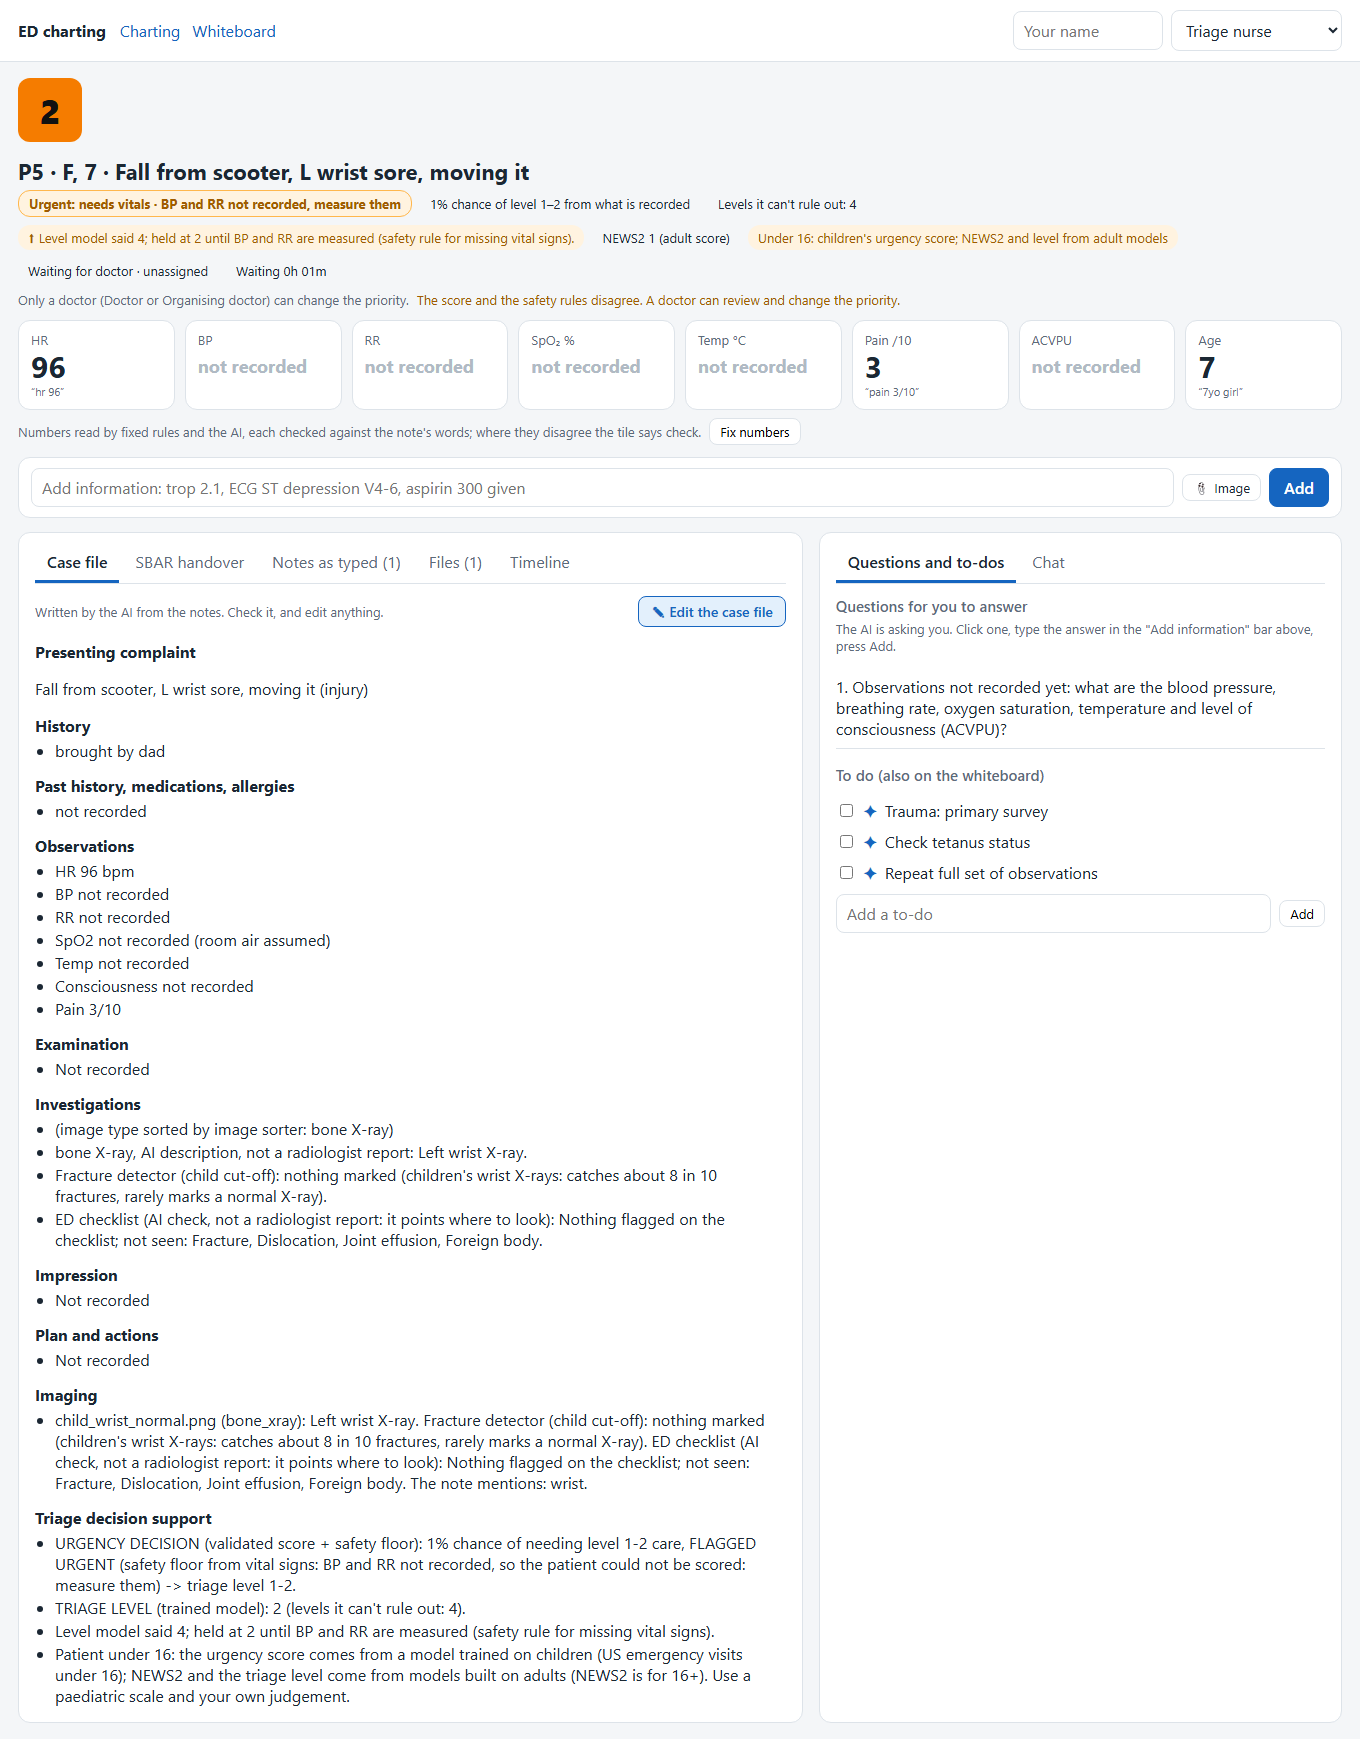 ED charting Charting Whiteboard Your name Triage nurse
2
P5 · F, 7 · Fall from scooter, L wrist sore, moving it
Urgent: needs vitals · BP and RR not recorded, measure them 1% chance of level 1–2 from what is recorded Levels it can't rule out: 4
⬆ Level model said 4; held at 2 until BP and RR are measured (safety rule for missing vital signs). NEWS2 1 (adult score) Under 16: children's urgency score; NEWS2 and level from adult models
Waiting for doctor · unassigned Waiting 0h 01m
Only a doctor (Doctor or Organising doctor) can change the priority. The score and the safety rules disagree. A doctor can review and change the priority.
HR BP RR SpO₂ % Temp °C Pain /10 ACVPU Age
96 not recorded not recorded not recorded not recorded 3 not recorded 7
“hr 96” “pain 3/10” “7yo girl”
Numbers read by fixed rules and the AI, each checked against the note's words; where they disagree the tile says check. Fix numbers
Add information: trop 2.1, ECG ST depression V4-6, aspirin 300 given Image Add
Case file SBAR handover Notes as typed (1) Files (1) Timeline
Written by the AI from the notes. Check it, and edit anything. Edit the case file
Presenting complaint
Fall from scooter, L wrist sore, moving it (injury)
History
• brought by dad
Past history, medications, allergies
• not recorded
Observations
• HR 96 bpm
• BP not recorded
• RR not recorded
• SpO2 not recorded (room air assumed)
• Temp not recorded
• Consciousness not recorded
• Pain 3/10
Examination
• Not recorded
Investigations
• (image type sorted by image sorter: bone X-ray)
• bone X-ray, AI description, not a radiologist report: Left wrist X-ray.
• Fracture detector (child cut-off): nothing marked (children's wrist X-rays: catches about 8 in 10
fractures, rarely marks a normal X-ray).
• ED checklist (AI check, not a radiologist report: it points where to look): Nothing flagged on the
checklist; not seen: Fracture, Dislocation, Joint effusion, Foreign body.
Impression
• Not recorded
Plan and actions
• Not recorded
Imaging
• child_wrist_normal.png (bone_xray): Left wrist X-ray. Fracture detector (child cut-off): nothing marked
(children's wrist X-rays: catches about 8 in 10 fractures, rarely marks a normal X-ray). ED checklist (AI
check, not a radiologist report: it points where to look): Nothing flagged on the checklist; not seen:
Fracture, Dislocation, Joint effusion, Foreign body. The note mentions: wrist.
Triage decision support
• URGENCY DECISION (validated score + safety floor): 1% chance of needing level 1-2 care, FLAGGED
URGENT (safety floor from vital signs: BP and RR not recorded, so the patient could not be scored:
measure them) -> triage level 1-2.
• TRIAGE LEVEL (trained model): 2 (levels it can't rule out: 4).
• Level model said 4; held at 2 until BP and RR are measured (safety rule for missing vital signs).
• Patient under 16: the urgency score comes from a model trained on children (US emergency visits
under 16); NEWS2 and the triage level come from models built on adults (NEWS2 is for 16+). Use a
paediatric scale and your own judgement.
Questions and to-dos Chat
Questions for you to answer
The AI is asking you. Click one, type the answer in the "Add information" bar above,
press Add.
1. Observations not recorded yet: what are the blood pressure,
breathing rate, oxygen saturation, temperature and level of
consciousness (ACVPU)?
To do (also on the whiteboard)
Trauma: primary survey
Check tetanus status
Repeat full set of observations
Add a to-do Add